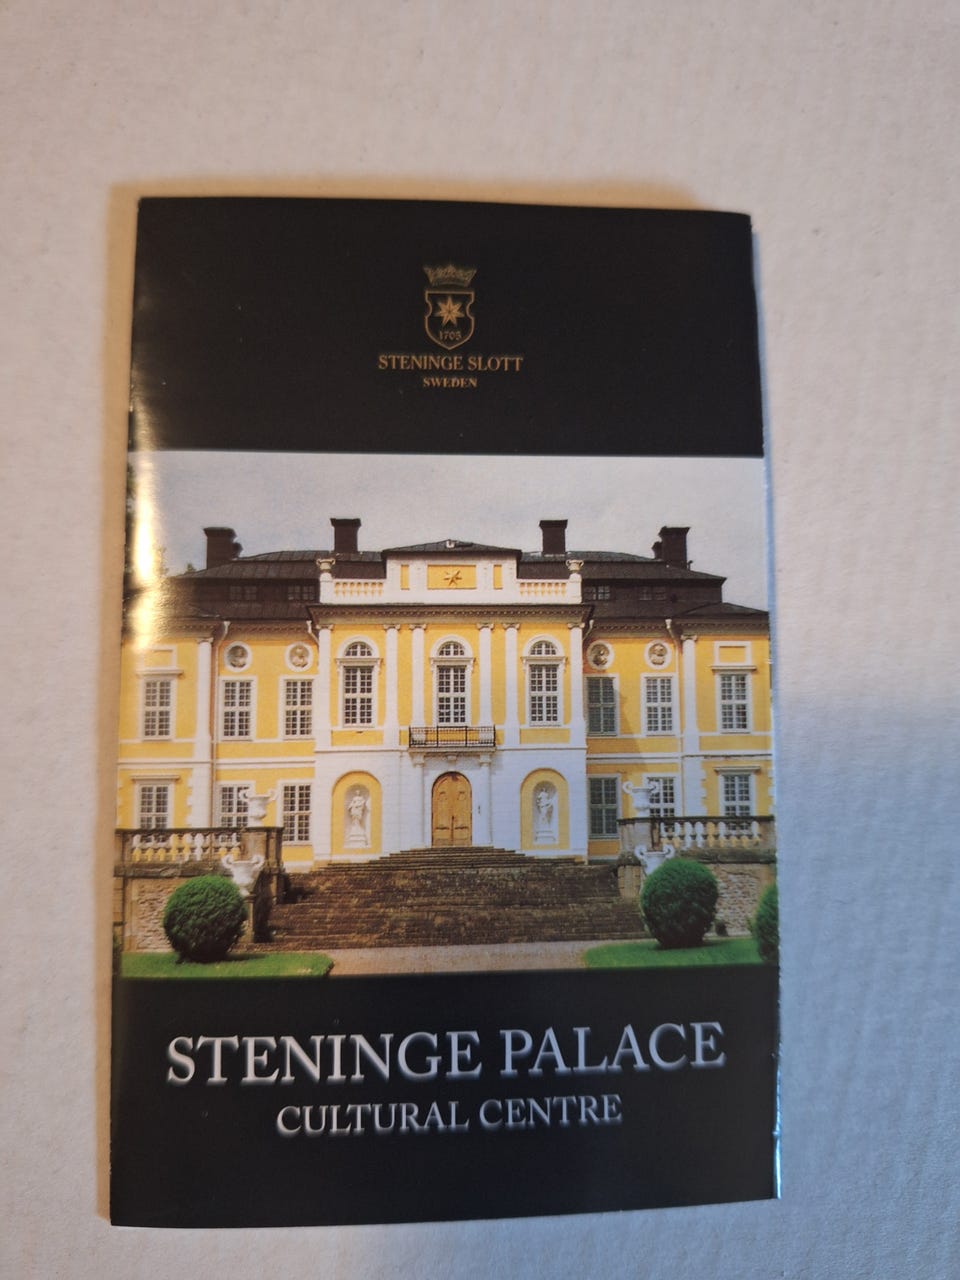 1705
STENINGE SLOTT
SWEDEN
STENINGE PALACE
CULTURAL CENTRE